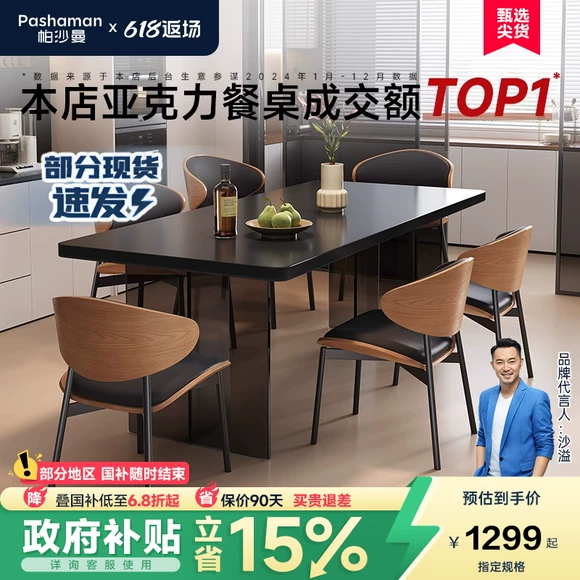 Pashaman
帕沙曼
x
618返场
甄选
尖货
*数据来源于本店后台生意参谋2024年1月-12月数据
本店亚克力餐桌成交额TOP1*
部分现货
速发
品牌代言人:沙溢
!部分地区 国补随时结束
降 叠国补低至6.8折起 省 保价90天 买贵退差
政府补贴
详询客服使用
立省15%
预估到手价
¥1299起
指定规格